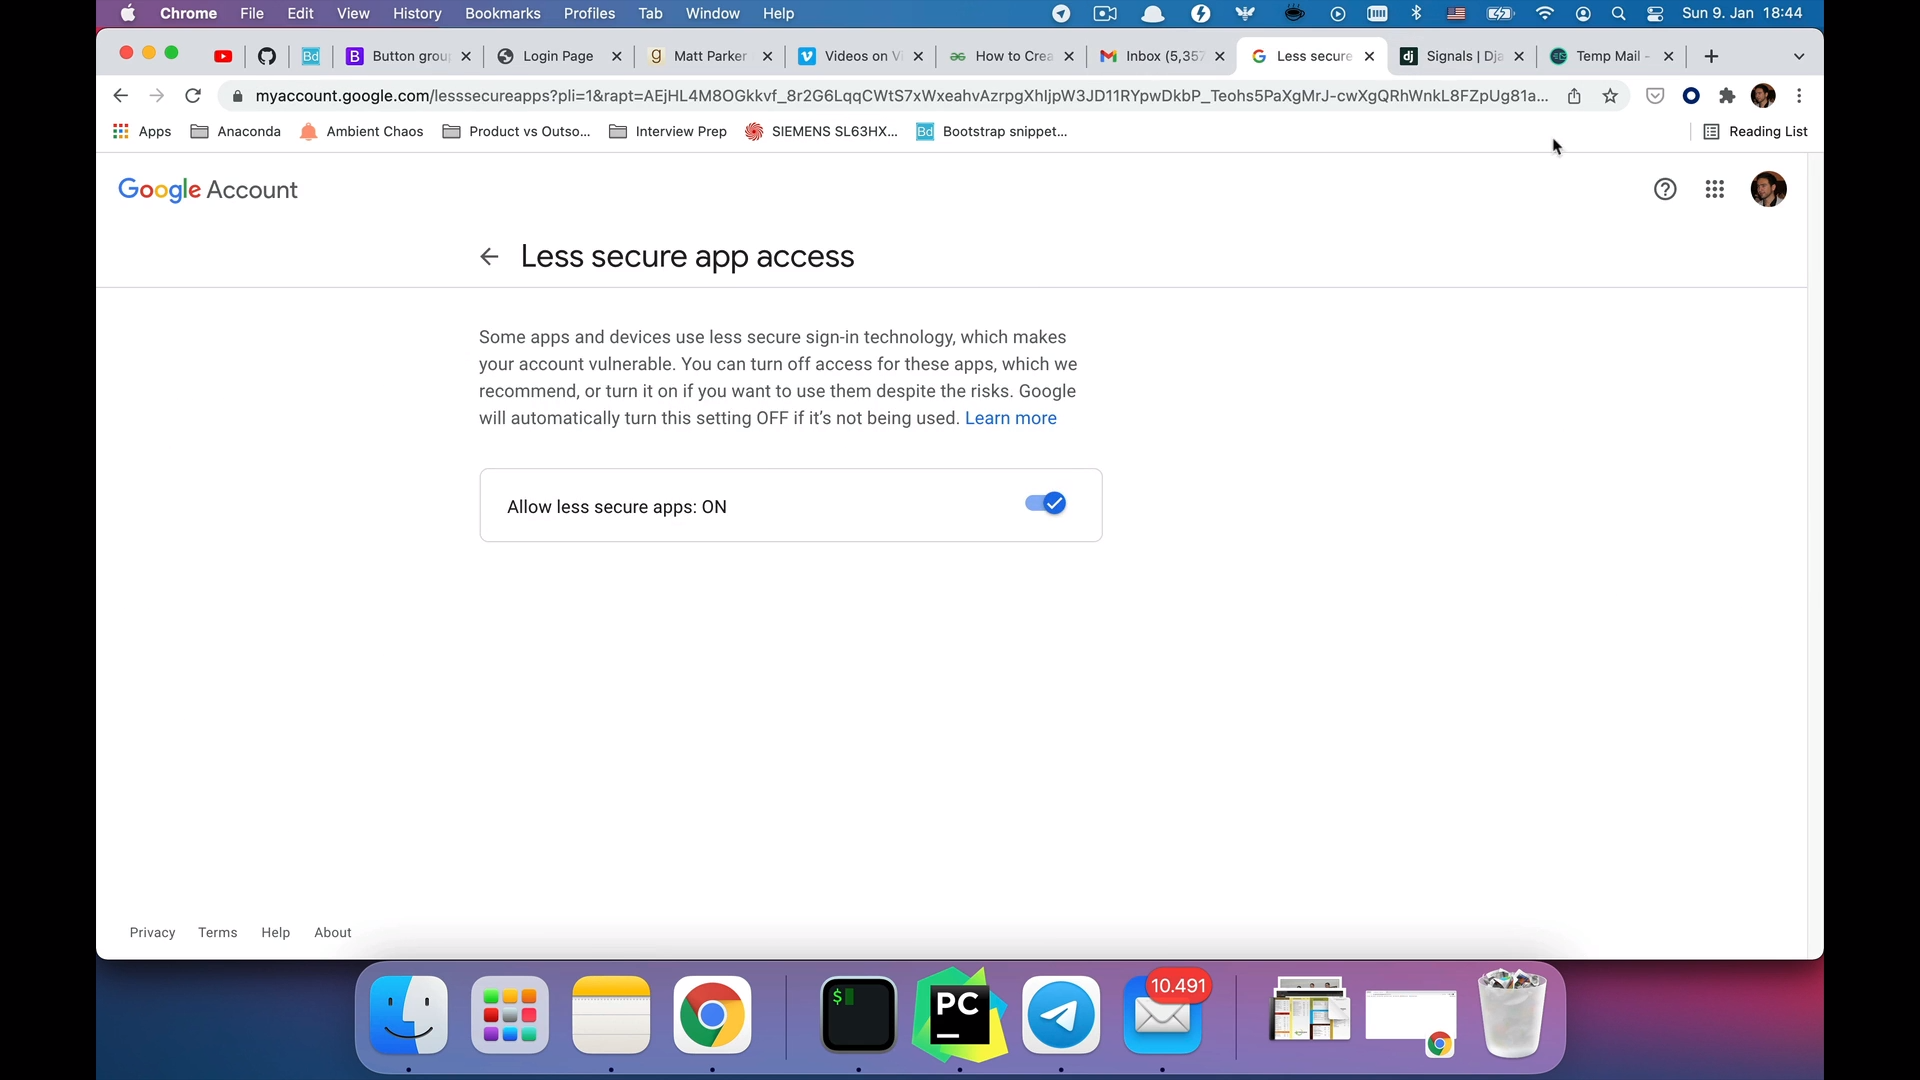 Chrome File Edit View History Bookmarks Profiles Tab Window Help Sun 9. Jan 18:44
Bd B Button grou Login Page g Matt Parker Videos on Vi How to Crea Inbox (5,357 Less secure dj Signals | Dja Temp Mail -
myaccount.google.com/lesssecureapps?pli=1&rapt=AEjHL4M8OGkkvf_8r2G6LqqCWtS7xWxeahvAzrpgXhIjpW3JD11RYpwDkbP_Teohs5PaXgMrJ-cwXgQRhWnkL8FZpUg81a...
Apps Anaconda Ambient Chaos Product vs Outso... Interview Prep SIEMENS SL63HX... Bd Bootstrap snippet... Reading List
Google Account
Less secure app access
Some apps and devices use less secure sign-in technology, which makes
your account vulnerable. You can turn off access for these apps, which we
recommend, or turn it on if you want to use them despite the risks. Google
will automatically turn this setting OFF if it’s not being used. Learn more
Allow less secure apps: ON
Privacy Terms Help About
$ PC 10.491